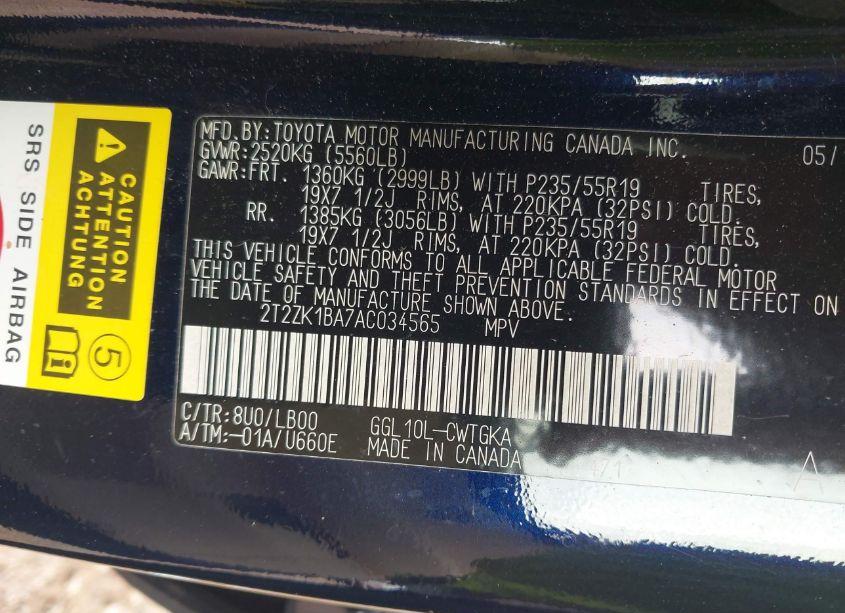 SRS SIDE AIRBAG
CAUTION
ATTENTION
ACHTUNG
5
MFD.BY:TOYOTA MOTOR MANUFACTURING CANADA INC. 05/
GVWR:2520KG (5560LB)
GAWR:FRT. 1360KG (2999LB) WITH P235/55R19 TIRES,
19X7 1/2J RIMS, AT 220KPA (32PSI) COLD.
RR. 1385KG (3056LB) WITH P235/55R19 TIRES,
19X7 1/2J RIMS, AT 220KPA (32PSI) COLD.
THIS VEHICLE CONFORMS TO ALL APPLICABLE FEDERAL MOTOR
VEHICLE SAFETY AND THEFT PREVENTION STANDARDS IN EFFECT ON
THE DATE OF MANUFACTURE SHOWN ABOVE.
2T2ZK1BA7AC034565 MPV
C/TR:8U0/LB00 GGL10L-CWTGKA
A/TM:-01A/U660E MADE IN CANADA
A